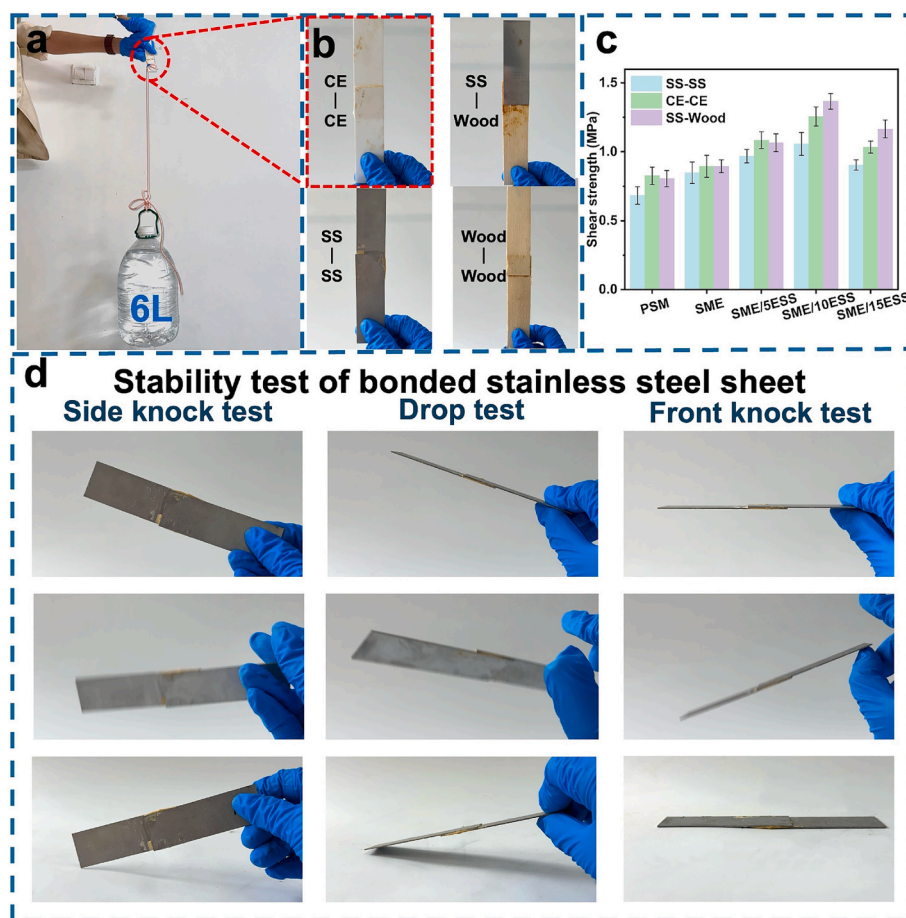 a
6L
b
CE
|
CE
SS
|
Wood
SS
|
SS
Wood
|
Wood
c
Shear strength (MPa)
1.5
1.0
0.5
0.0
SS-SS
CE-CE
SS-Wood
PSM
SME
SME/5ESS
SME/10ESS
SME/15ESS
d
Stability test of bonded stainless steel sheet
Side knock test
Drop test
Front knock test